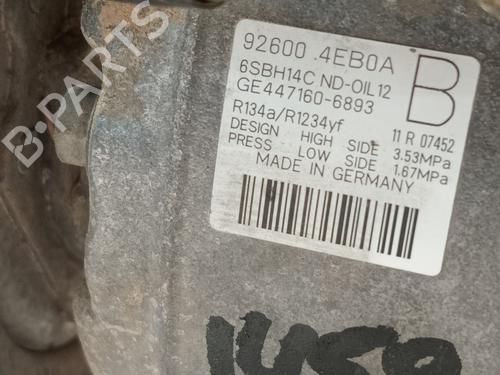 92600 4EB0A
B
6SBH14C ND-OIL12
GE447160-6893
R134a/R1234yf 11 R 07452
DESIGN HIGH SIDE 3.53MPa
PRESS LOW SIDE 1.67MPa
MADE IN GERMANY
B-PARTS